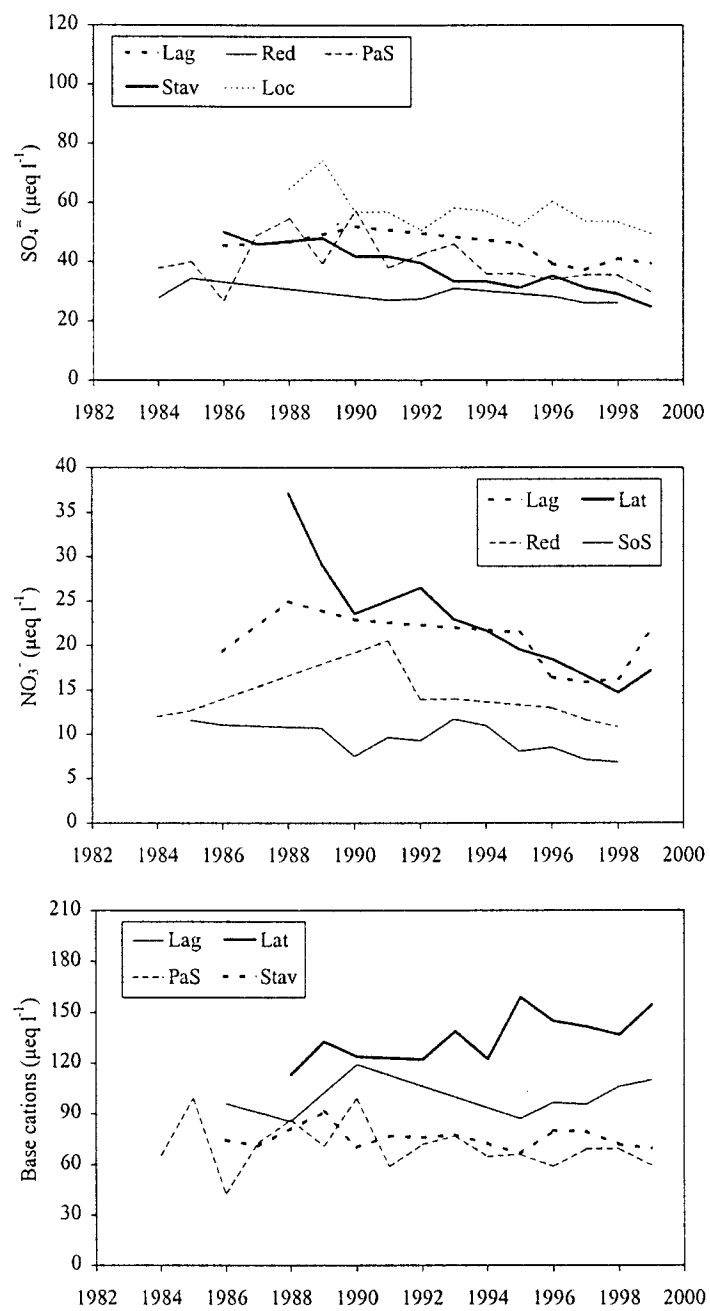 120
Lag Red PaS
Stav Loc
100
80
60
40
20
0
SO₄⁼ (µeq l⁻¹)
1982 1984 1986 1988 1990 1992 1994 1996 1998 2000
40
Lag Lat
Red SoS
35
30
25
20
15
10
5
0
NO₃⁻ (µeq l⁻¹)
1982 1984 1986 1988 1990 1992 1994 1996 1998 2000
210
Lag Lat
PaS Stav
180
150
120
90
60
30
0
Base cations (µeq l⁻¹)
1982 1984 1986 1988 1990 1992 1994 1996 1998 2000